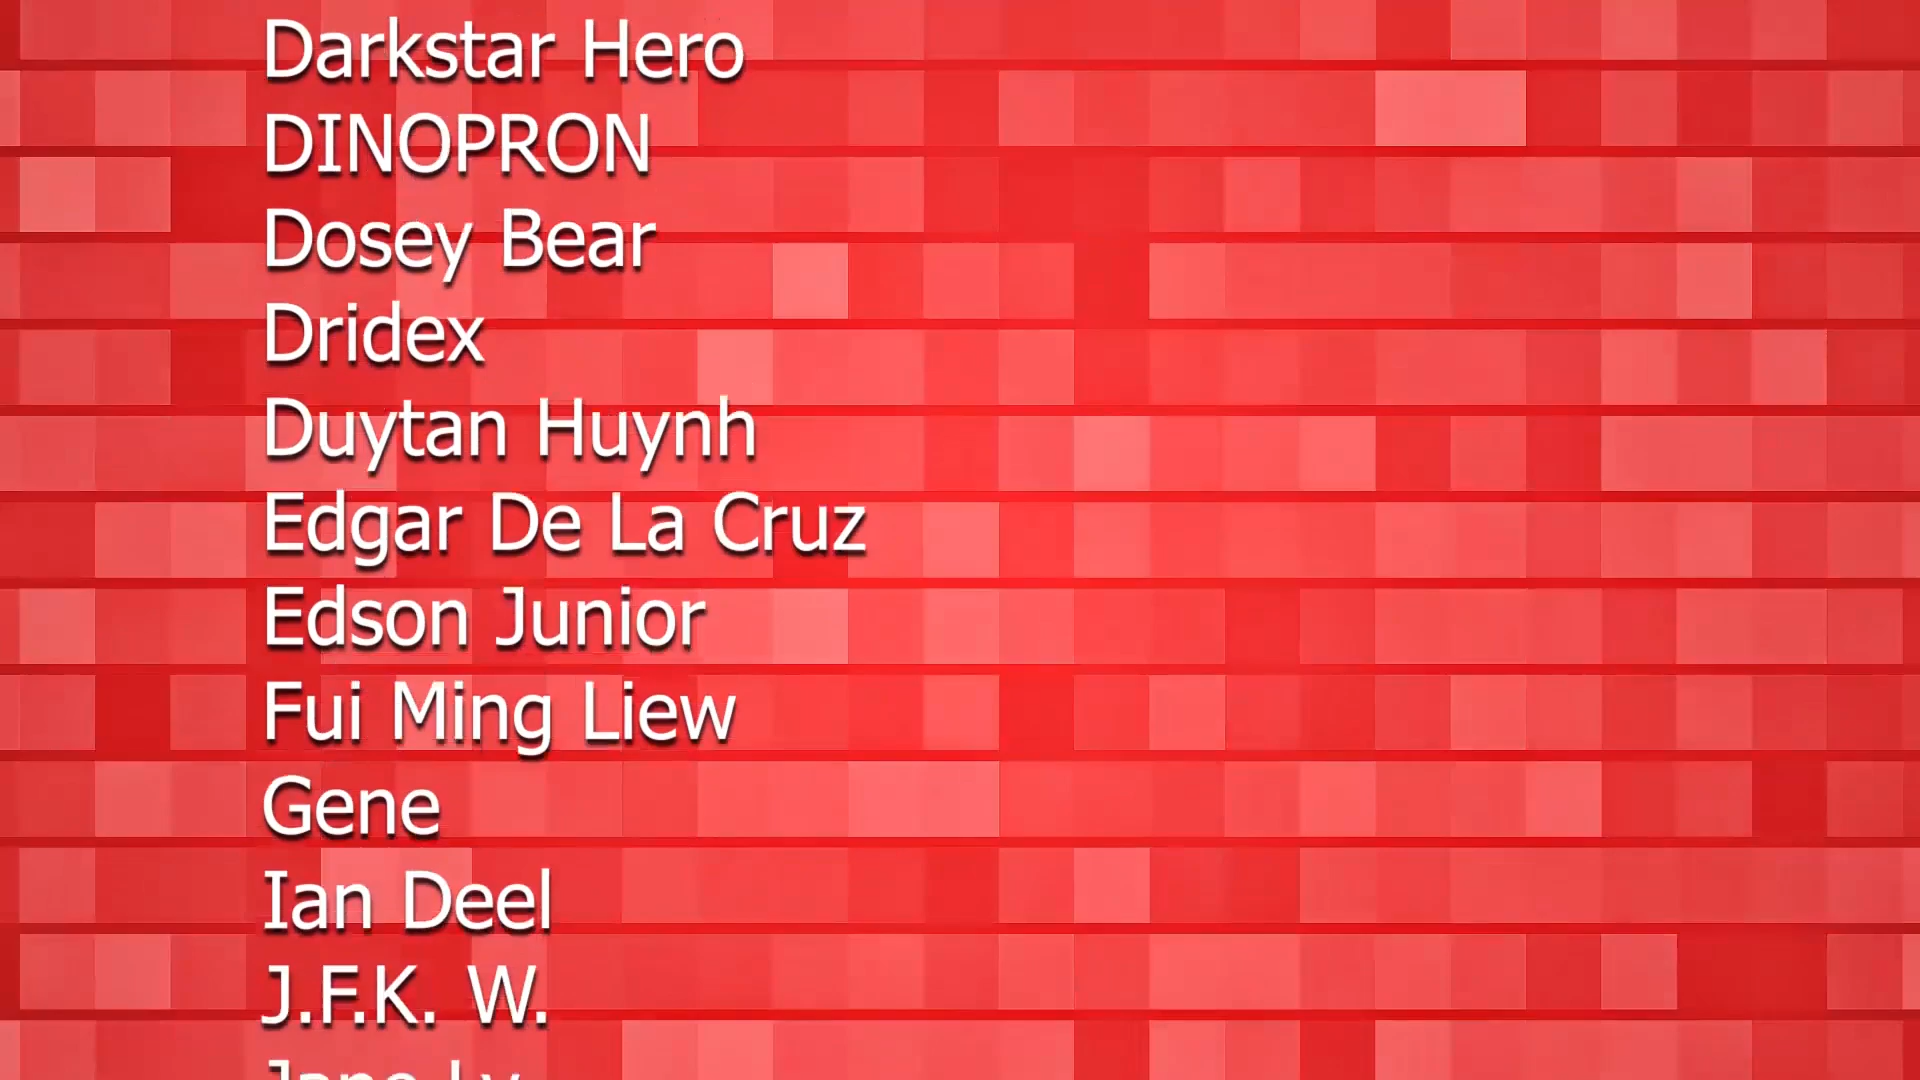 Darkstar Hero
DINOPRON
Dosey Bear
Dridex
Duytan Huynh
Edgar De La Cruz
Edson Junior
Fui Ming Liew
Gene
Ian Deel
J.F.K. W.